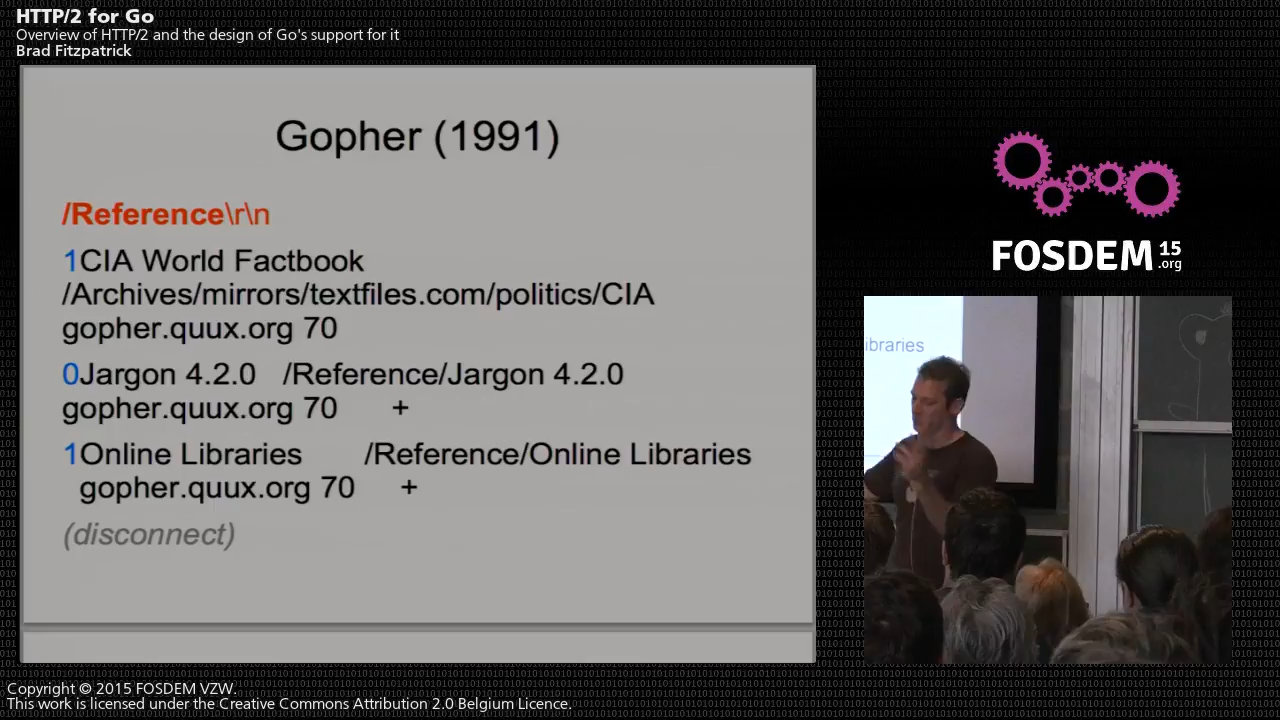 HTTP/2 for Go
Overview of HTTP/2 and the design of Go's support for it
Brad Fitzpatrick
Gopher (1991)
/Reference\r\n
1CIA World Factbook
/Archives/mirrors/textfiles.com/politics/CIA
gopher.quux.org 70
0Jargon 4.2.0 /Reference/Jargon 4.2.0
gopher.quux.org 70 +
1Online Libraries /Reference/Online Libraries
gopher.quux.org 70 +
(disconnect)
FOSDEM 15
.org
ibraries
Copyright © 2015 FOSDEM VZW.
This work is licensed under the Creative Commons Attribution 2.0 Belgium Licence.